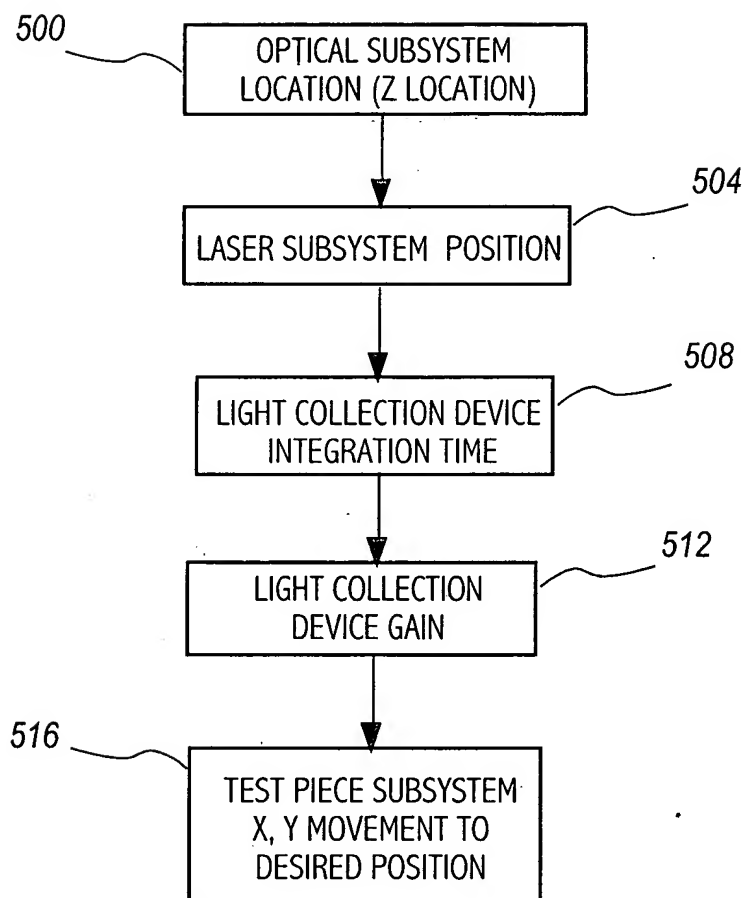 500
OPTICAL SUBSYSTEM
LOCATION (Z LOCATION)
504
LASER SUBSYSTEM POSITION
508
LIGHT COLLECTION DEVICE
INTEGRATION TIME
512
LIGHT COLLECTION
DEVICE GAIN
516
TEST PIECE SUBSYSTEM
X, Y MOVEMENT TO
DESIRED POSITION